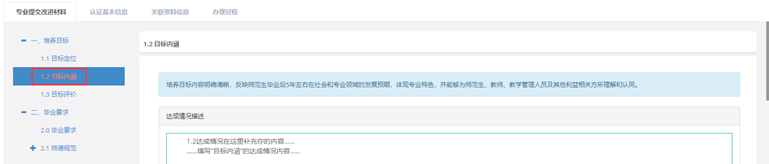 专业提交改进材料 认证基本信息 关联资料信息 办理过程
一、培养目标
1.1 目标定位
1.2 目标内涵
1.3 目标评价
二、毕业要求
2.0 毕业要求
2.1 师德规范
1.2 目标内涵
培养目标内容明确清晰，反映师范生毕业后5年左右在社会和专业领域的发展预期，体现专业特色，并能够为师范生、教师、教学管理人员及其他利益相关方所理解和认同。
达成情况描述
1.2达成情况在这里补充你的内容......
......填写"目标内涵"的达成情况内容......